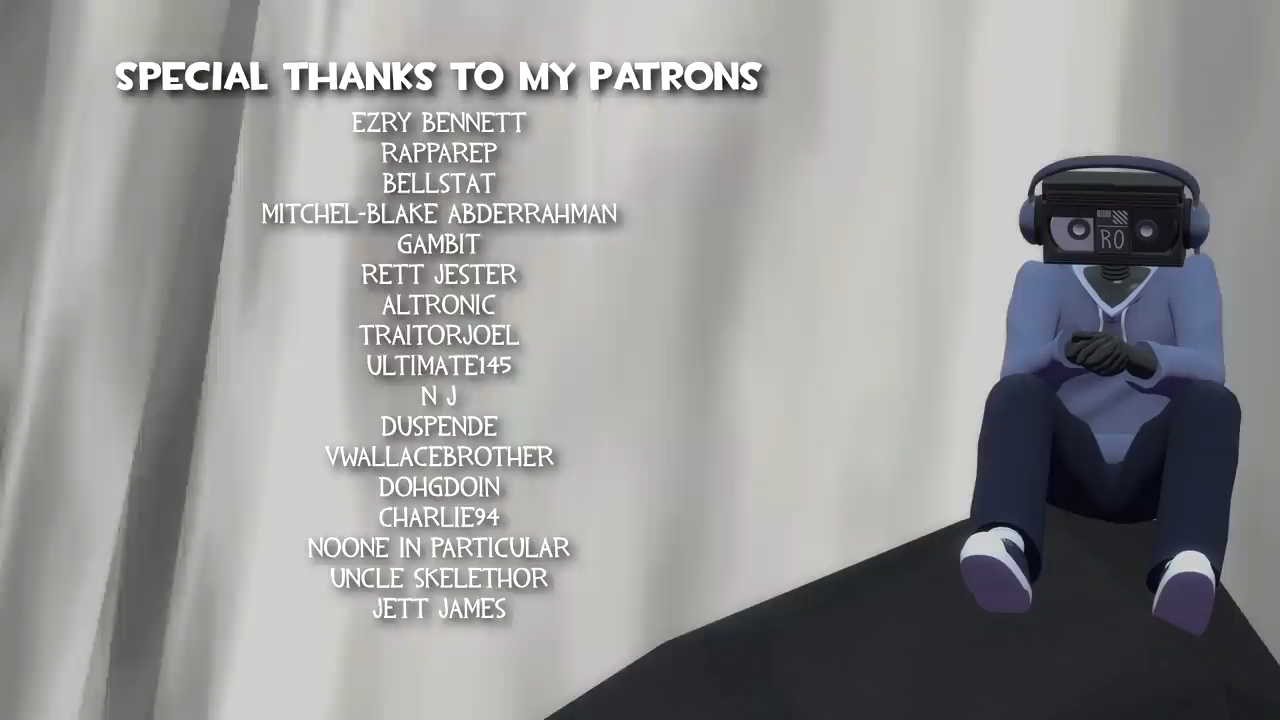 SPECIAL THANKS TO MY PATRONS
EZRY BENNETT
RAPPAREP
BELLSTAT
MITCHEL-BLAKE ABDERRAHMAN
GAMBIT
RETT JESTER
ALTRONIC
TRAITORJOEL
ULTIMATE145
N J
DUSPENDE
VWALLACEBROTHER
DOHGDOIN
CHARLIE94
NOONE IN PARTICULAR
UNCLE SKELETHOR
JETT JAMES
RO